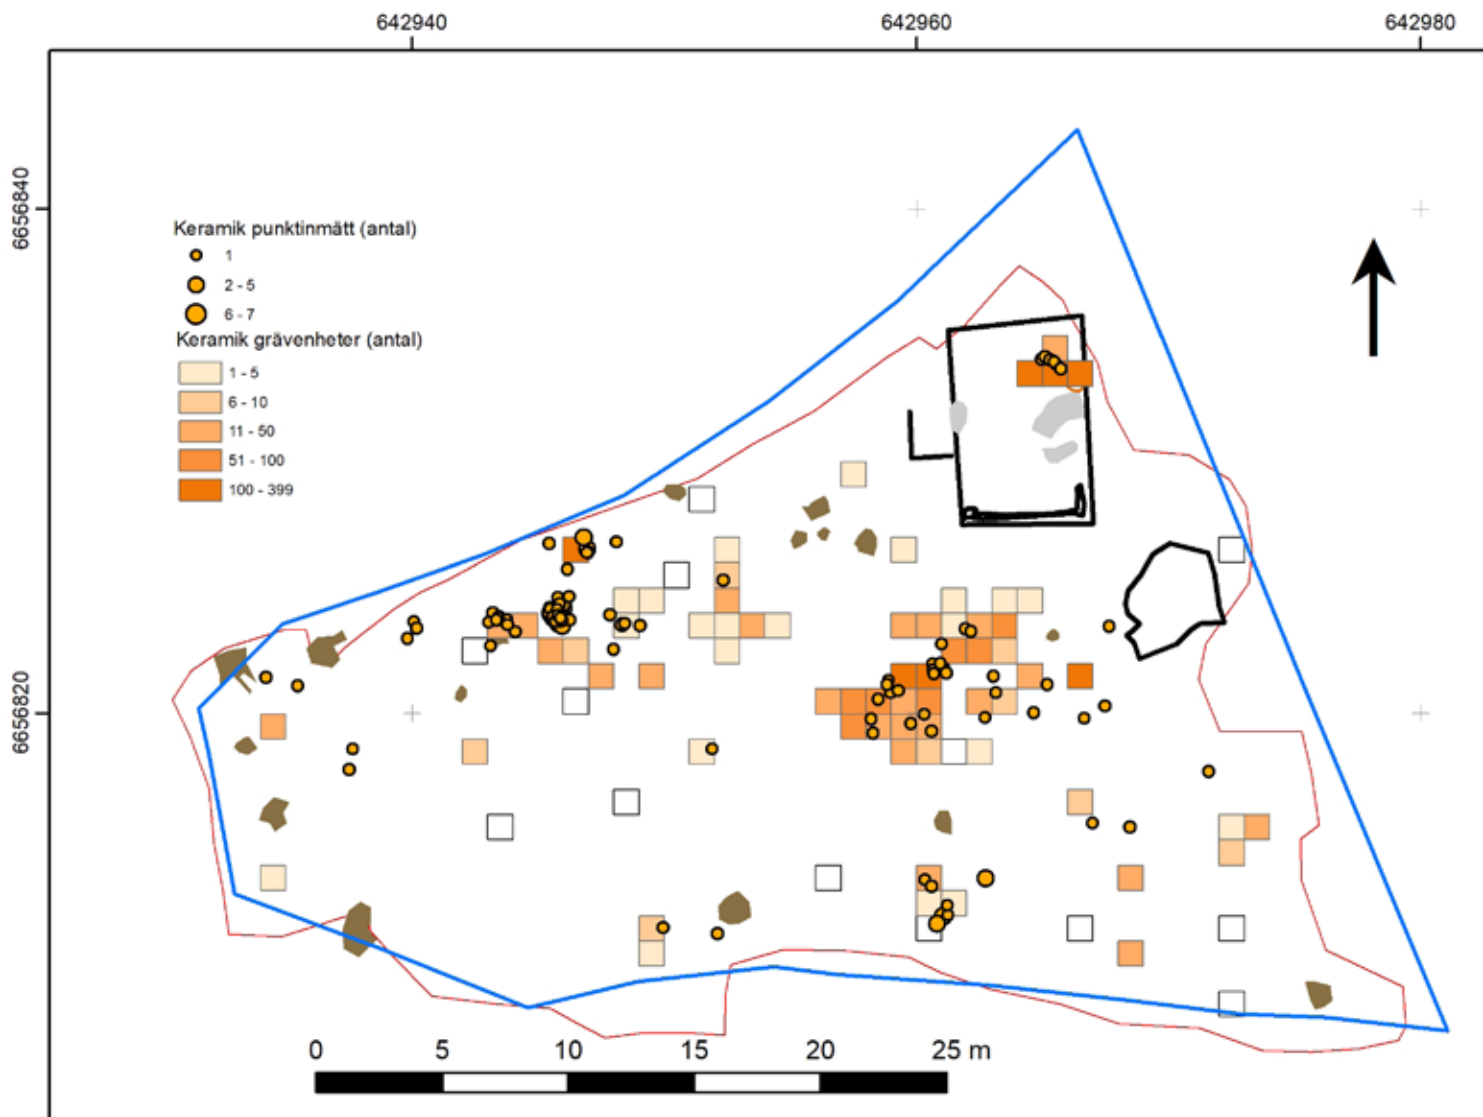 642940 642960 642980
6656840
Keramik punktinmätt (antal)
1
2 - 5
6 - 7
Keramik grävenheter (antal)
1 - 5
6 - 10
11 - 50
51 - 100
100 - 399
6656820
0 5 10 15 20 25 m